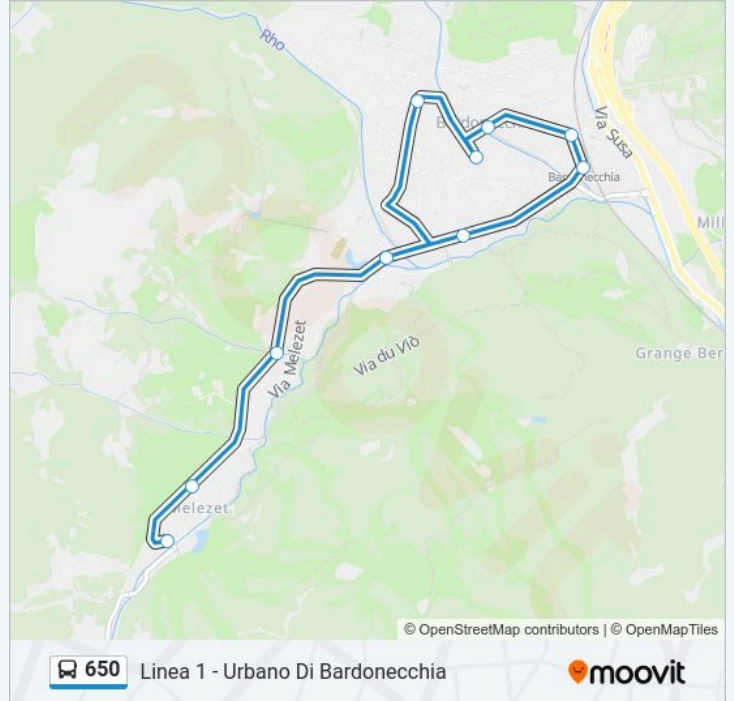 Rho
Via Susa
Bardonecchia
Bardonecchia
Mill
Via Melezet
Via du Viò
Grange Ber
Melezet
© OpenStreetMap contributors | © OpenMapTiles
650 Linea 1 - Urbano Di Bardonecchia
moovit